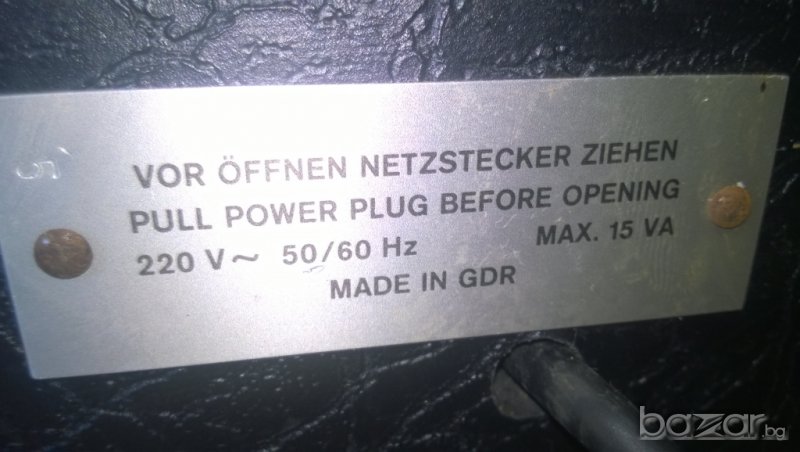 VOR ÖFFNEN NETZSTECKER ZIEHEN
PULL POWER PLUG BEFORE OPENING
220 V~ 50/60 Hz MAX. 15 VA
MADE IN GDR
bazar.bg